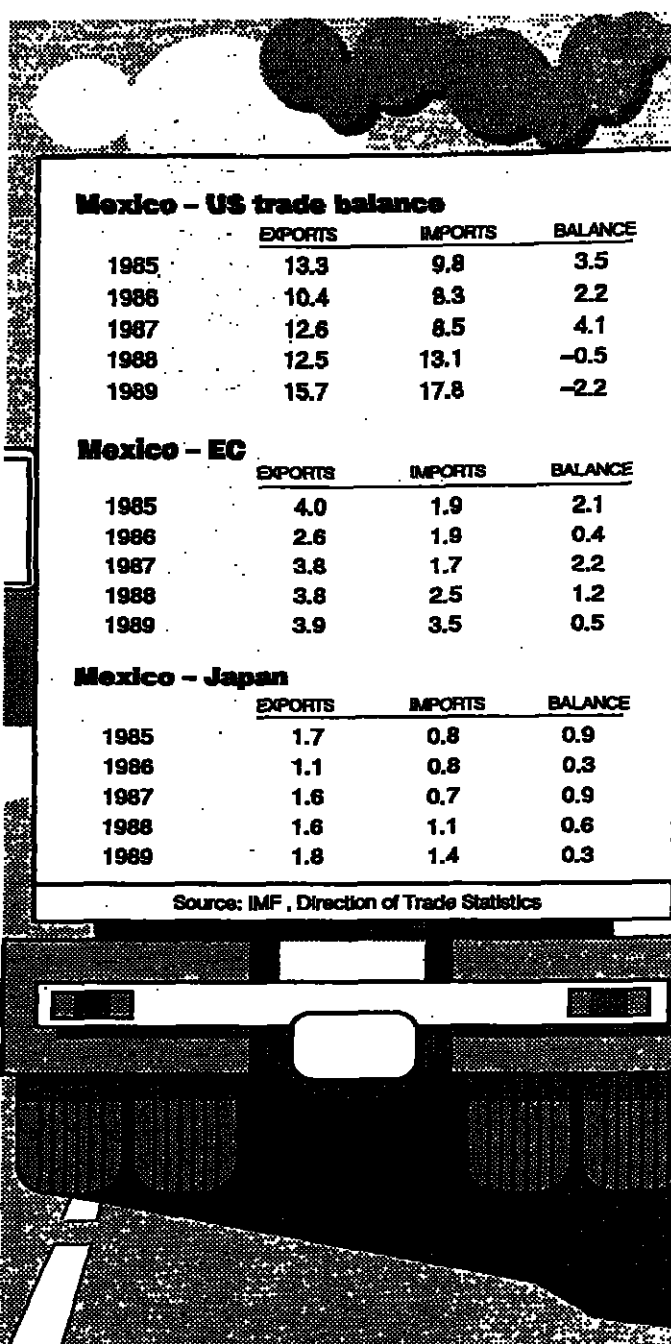 Mexico – US trade balance
EXPORTS IMPORTS BALANCE
1985 13.3 9.8 3.5
1986 10.4 8.3 2.2
1987 12.6 8.5 4.1
1988 12.5 13.1 –0.5
1989 15.7 17.8 –2.2
Mexico – EC
EXPORTS IMPORTS BALANCE
1985 4.0 1.9 2.1
1986 2.6 1.9 0.4
1987 3.8 1.7 2.2
1988 3.8 2.5 1.2
1989 3.9 3.5 0.5
Mexico – Japan
EXPORTS IMPORTS BALANCE
1985 1.7 0.8 0.9
1986 1.1 0.8 0.3
1987 1.6 0.7 0.9
1988 1.6 1.1 0.6
1989 1.8 1.4 0.3
Source: IMF , Direction of Trade Statistics